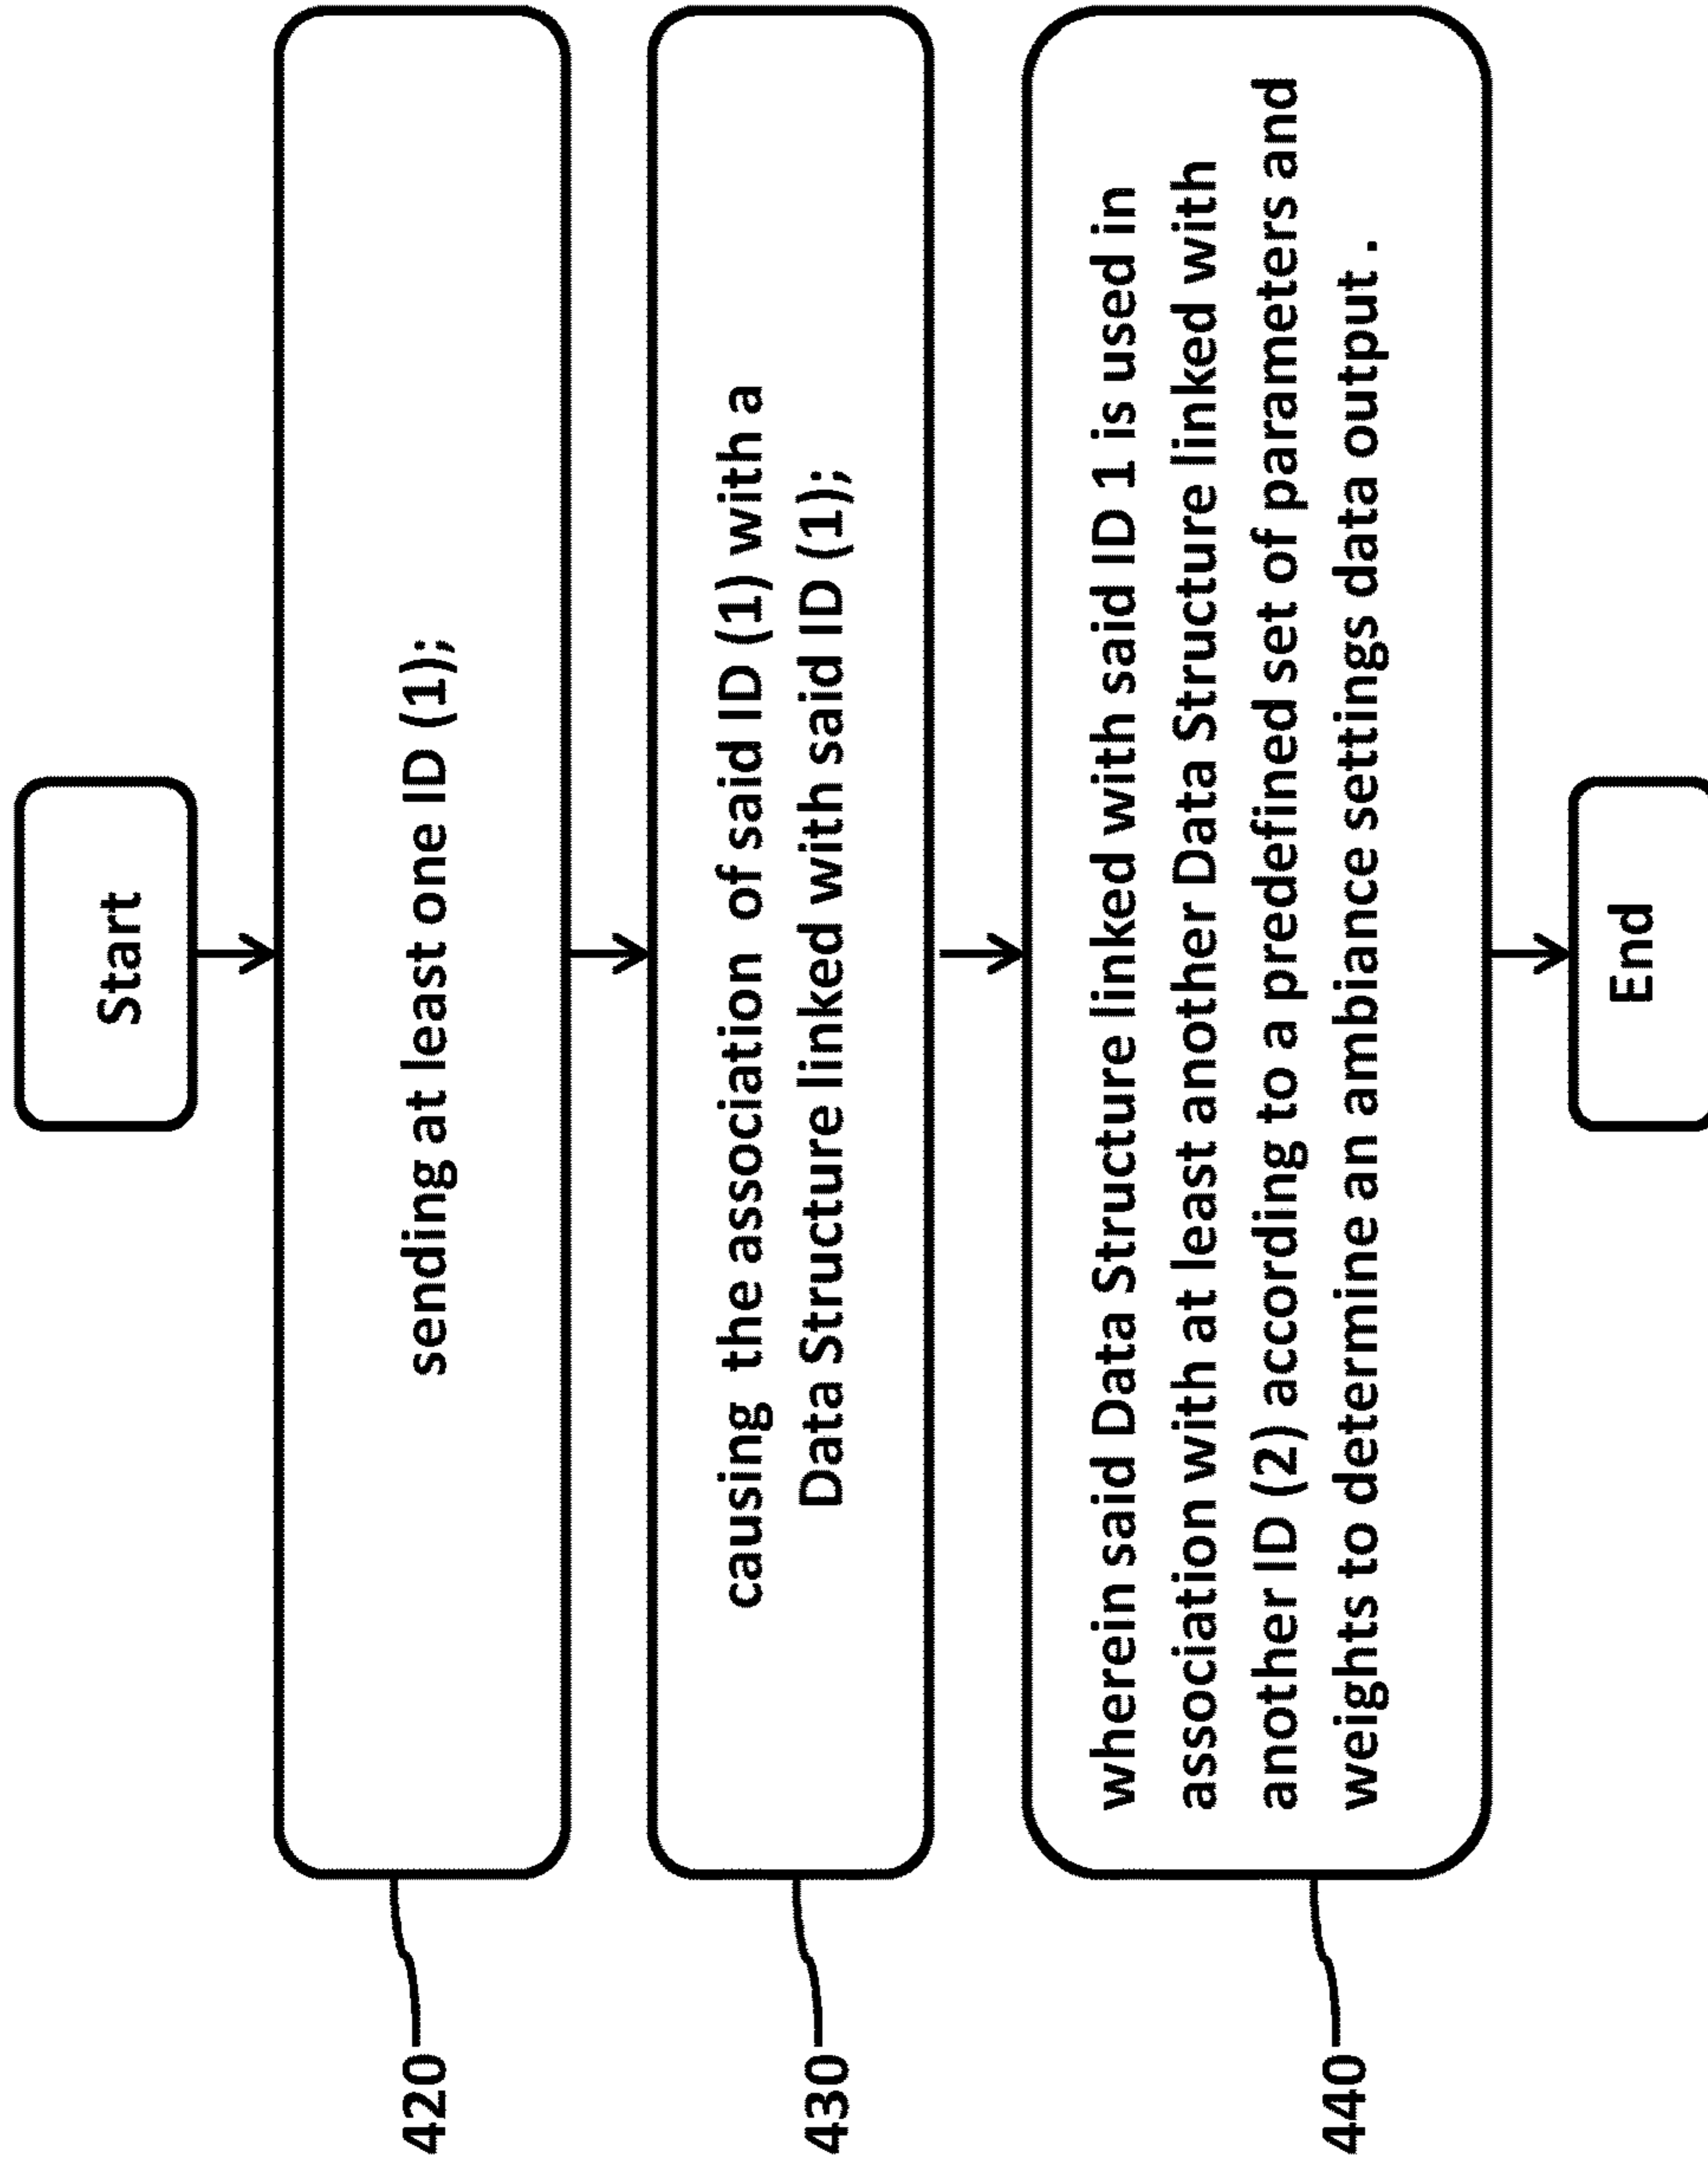 Start
420
sending at least one ID (1);
430
causing the association of said ID (1) with a
Data Structure linked with said ID (1);
440
wherein said Data Structure linked with said ID 1 is used in
association with at least another Data Structure linked with
another ID (2) according to a predefined set of parameters and
weights to determine an ambiance settings data output .
End